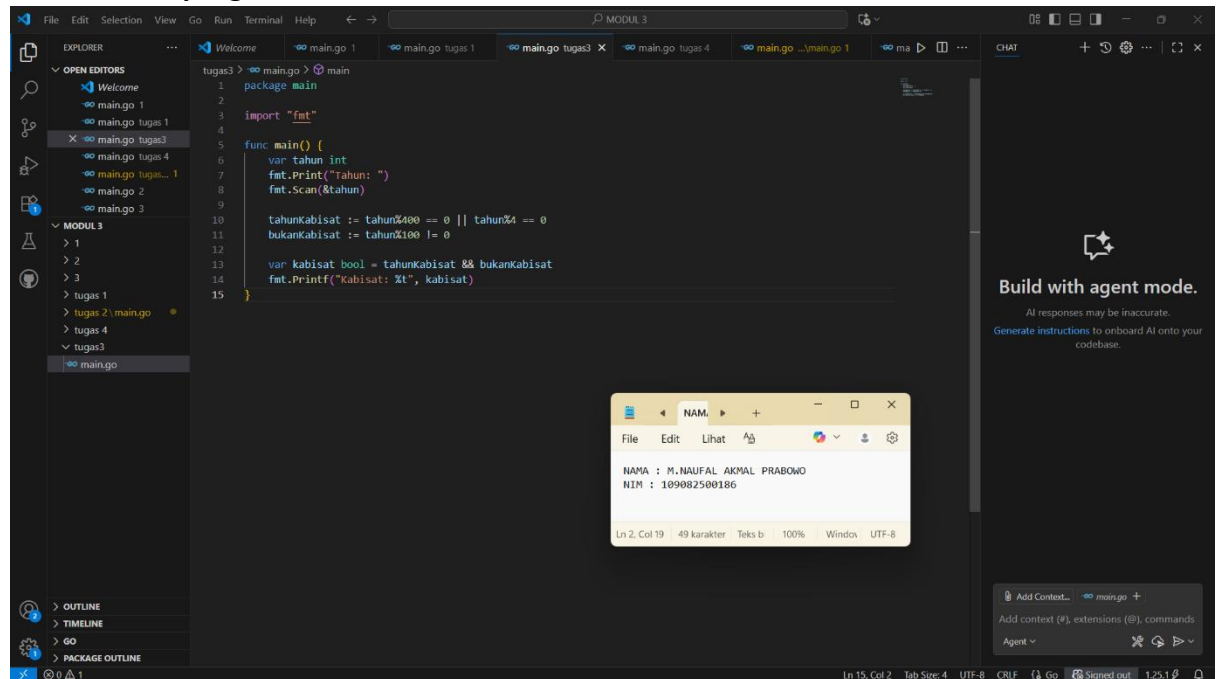 File Edit Selection View Go Run Terminal Help
MODUL 3
EXPLORER
OPEN EDITORS
Welcome
main.go 1
main.go tugas 1
main.go tugas3
main.go tugas 4
main.go tugas... 1
main.go 2
main.go 3
MODUL 3
1
2
3
tugas 1
tugas 2\main.go
tugas 4
tugas3
main.go
OUTLINE
TIMELINE
GO
PACKAGE OUTLINE
Welcome main.go 1 main.go tugas 1 main.go tugas3 main.go tugas 4 main.go ...\main.go 1 ma
tugas3 > main.go > main
1 package main
2
3 import "fmt"
4
5 func main() {
6 var tahun int
7 fmt.Print("Tahun: ")
8 fmt.Scan(&tahun)
9
10 tahunKabisat := tahun%400 == 0 || tahun%4 == 0
11 bukanKabisat := tahun%100 != 0
12
13 var kabisat bool = tahunKabisat && bukanKabisat
14 fmt.Printf("Kabisat: %t", kabisat)
15 }
NAM
File Edit Lihat
NAMA : M.NAUFAL AKMAL PRABOWO
NIM : 109082500186
Ln 2, Col 19 49 karakter Teks b 100% Window UTF-8
CHAT
Build with agent mode.
AI responses may be inaccurate.
Generate instructions to onboard AI onto your
codebase.
Add Context... main.go +
Add context (#), extensions (@), commands
Agent
0 1 Ln 15, Col 2 Tab Size: 4 UTF-8 CRLF Go Signed out 1.25.1